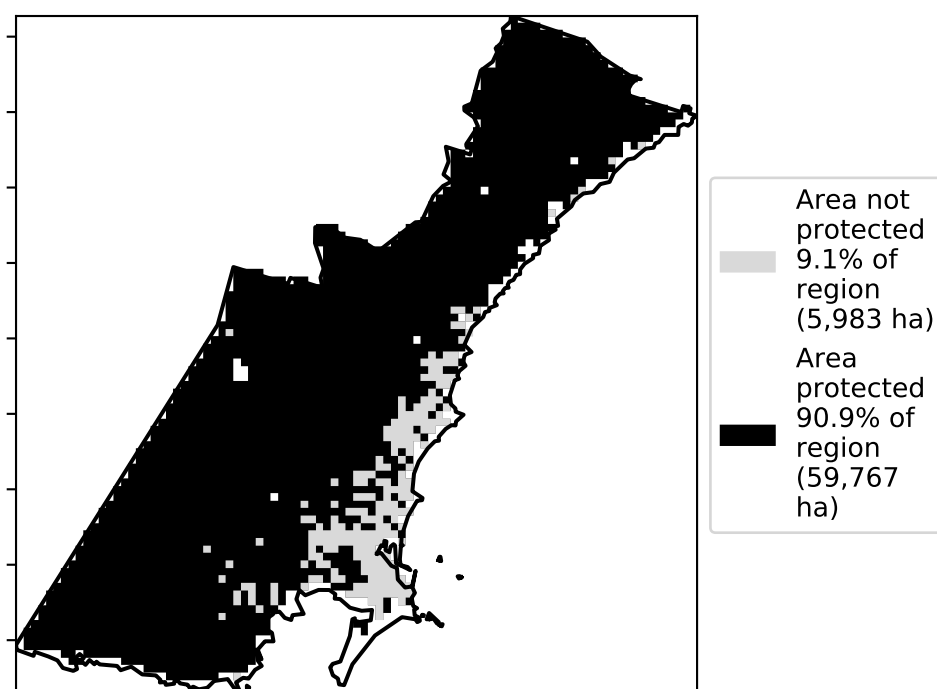 Area not
protected
9.1% of
region
(5,983 ha)
Area
protected
90.9% of
region
(59,767
ha)